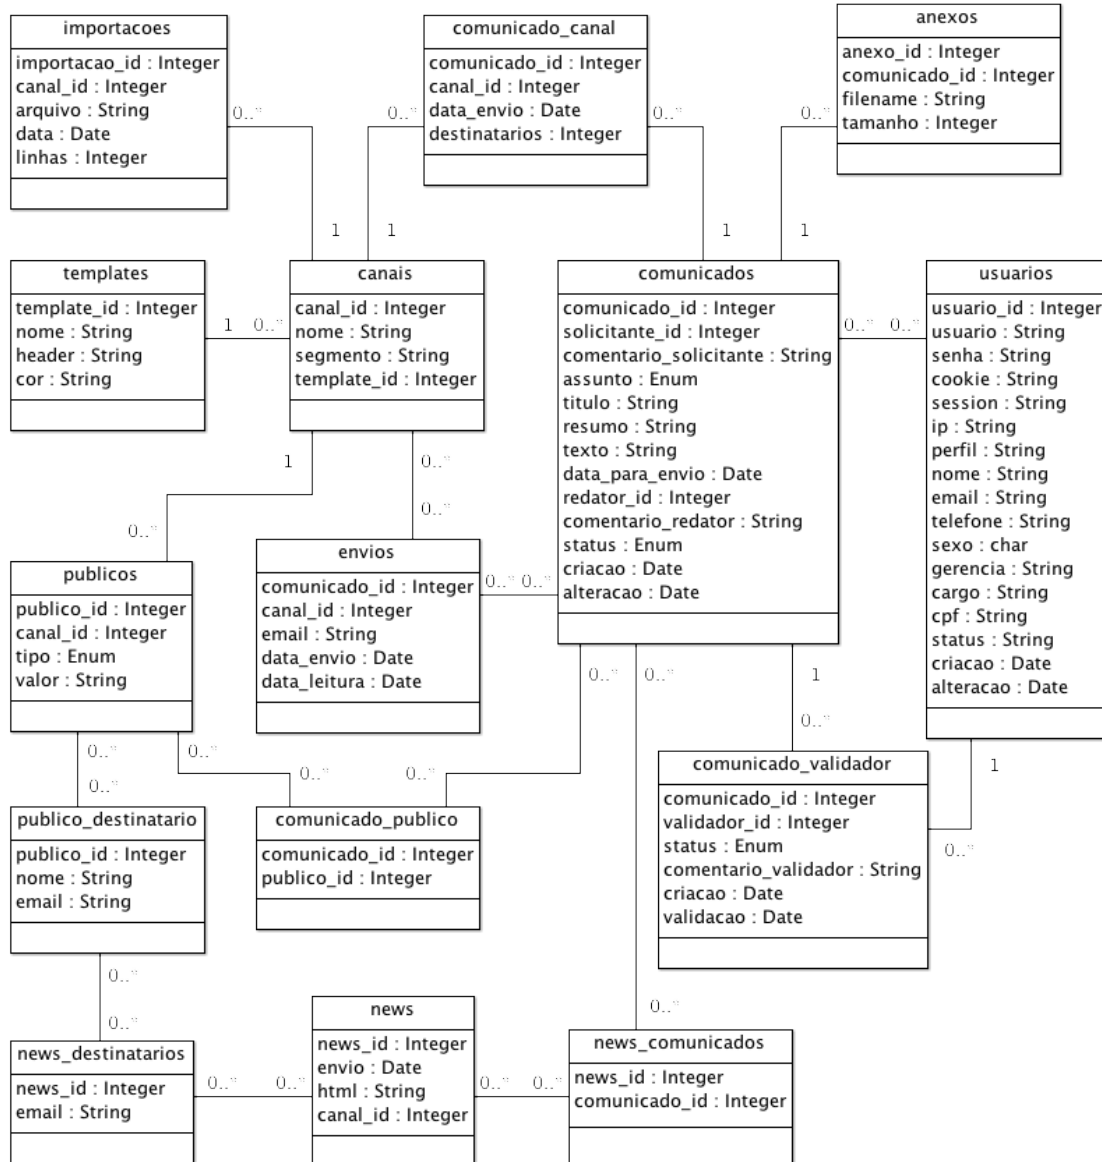 importacoes
importacao_id : Integer
canal_id : Integer
arquivo : String
data : Date
linhas : Integer
0..*
1
comunicado_canal
comunicado_id : Integer
canal_id : Integer
data_envio : Date
destinatarios : Integer
0..*
0..*
1
1
anexos
anexo_id : Integer
comunicado_id : Integer
filename : String
tamanho : Integer
0..*
1
templates
template_id : Integer
nome : String
header : String
cor : String
1 0..*
canais
canal_id : Integer
nome : String
segmento : String
template_id : Integer
1
0..*
0..*
0..*
comunicados
comunicado_id : Integer
solicitante_id : Integer
comentario_solicitante : String
assunto : Enum
titulo : String
resumo : String
texto : String
data_para_envio : Date
redator_id : Integer
comentario_redator : String
status : Enum
criacao : Date
alteracao : Date
0..* 0..*
usuarios
usuario_id : Integer
usuario : String
senha : String
cookie : String
session : String
ip : String
perfil : String
nome : String
email : String
telefone : String
sexo : char
gerencia : String
cargo : String
cpf : String
status : String
criacao : Date
alteracao : Date
publicos
publico_id : Integer
canal_id : Integer
tipo : Enum
valor : String
envios
comunicado_id : Integer
canal_id : Integer
email : String
data_envio : Date
data_leitura : Date
0..* 0..*
0..* 0..*
1
0..*
0..* 0..*
0..*
0..* 0..*
1
0..*
publico_destinatario
publico_id : Integer
nome : String
email : String
comunicado_publico
comunicado_id : Integer
publico_id : Integer
comunicado_validador
comunicado_id : Integer
validador_id : Integer
status : Enum
comentario_validador : String
criacao : Date
validacao : Date
0..*
0..*
0..*
news_destinatarios
news_id : Integer
email : String
0..* 0..*
news
news_id : Integer
envio : Date
html : String
canal_id : Integer
0..* 0..*
news_comunicados
news_id : Integer
comunicado_id : Integer